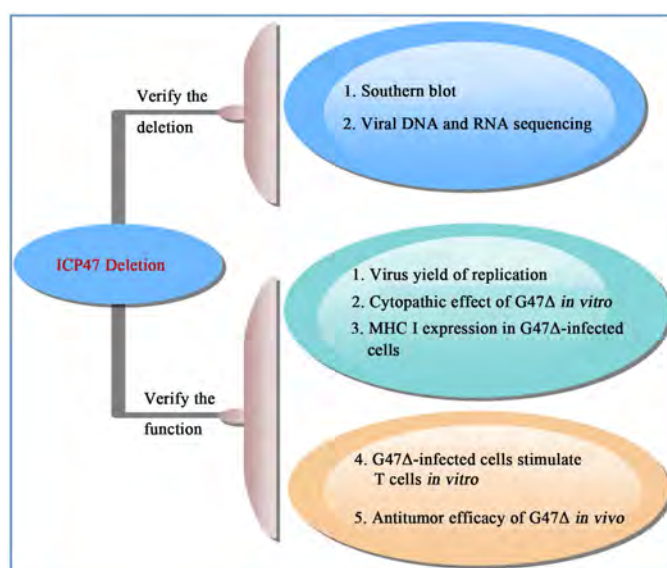 Verify the
deletion
1. Southern blot
2. Viral DNA and RNA sequencing
ICP47 Deletion
Verify the
function
1. Virus yield of replication
2. Cytopathic effect of G47Δ in vitro
3. MHC I expression in G47Δ-infected
cells
4. G47Δ-infected cells stimulate
T cells in vitro
5. Antitumor efficacy of G47Δ in vivo